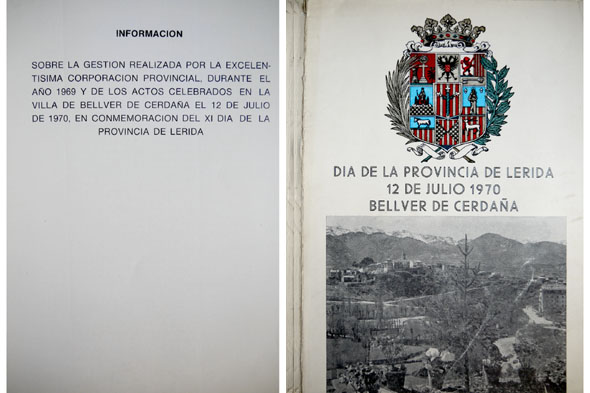 INFORMACION
SOBRE LA GESTION REALIZADA POR LA EXCELEN-
TISIMA CORPORACION PROVINCIAL, DURANTE EL
AÑO 1969 Y DE LOS ACTOS CELEBRADOS EN LA
VILLA DE BELLVER DE CERDAÑA EL 12 DE JULIO
DE 1970, EN CONMEMORACION DEL XI DIA DE LA
PROVINCIA DE LERIDA
DIA DE LA PROVINCIA DE LERIDA
12 DE JULIO 1970
BELLVER DE CERDAÑA